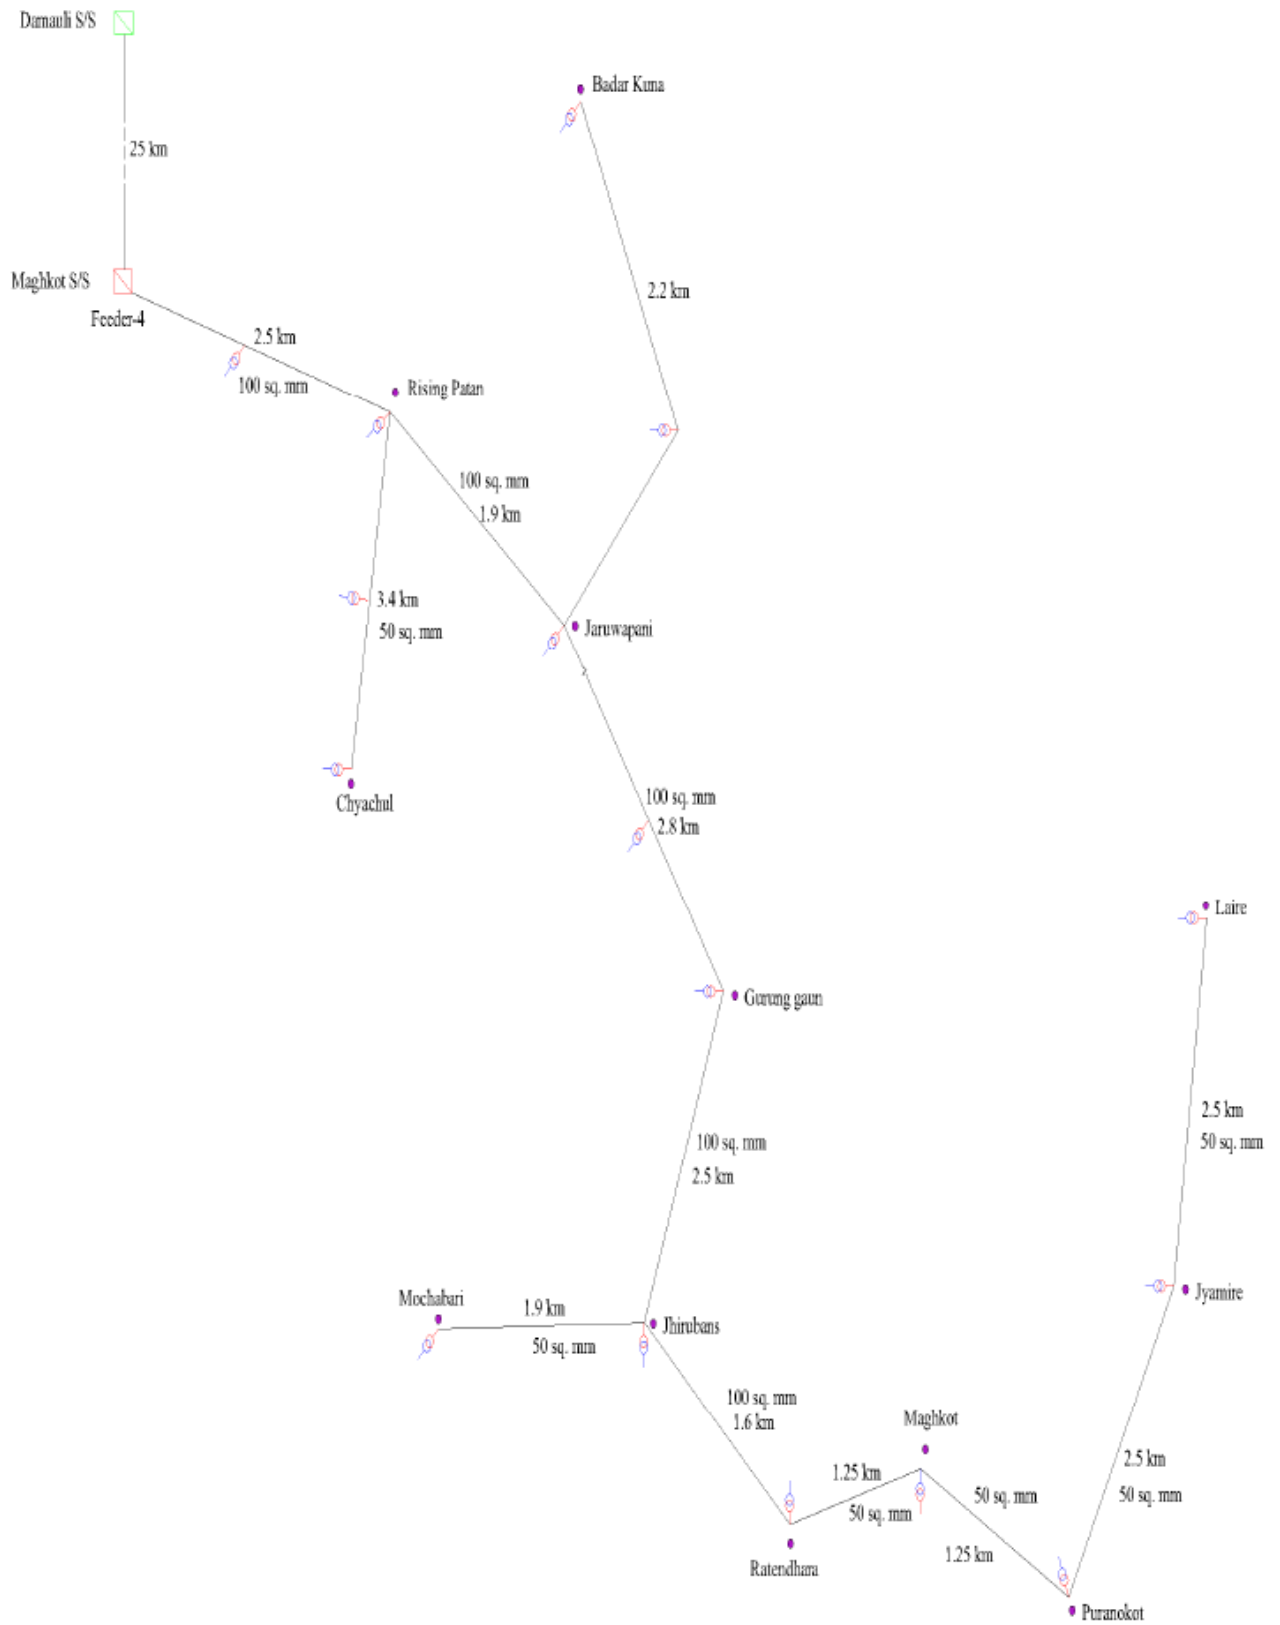 Damauli S/S
Badar Kuna
25 km
Maghkot S/S
2.2 km
Feeder-4
2.5 km
100 sq. mm
Rising Patan
100 sq. mm
1.9 km
3.4 km
50 sq. mm
Jaruwapani
100 sq. mm
2.8 km
Chyachul
Laire
Gurung gaun
2.5 km
50 sq. mm
100 sq. mm
2.5 km
Mochabari
1.9 km
50 sq. mm
Jhirubans
Jyamire
100 sq. mm
1.6 km
Maghkot
1.25 km
50 sq. mm
50 sq. mm
1.25 km
2.5 km
50 sq. mm
Ratendhara
Puranokot